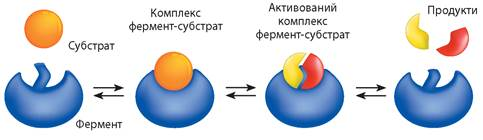 Субстрат
Фермент
Комплекс
фермент-субстрат
Активований
комплекс
фермент-субстрат
Продукти